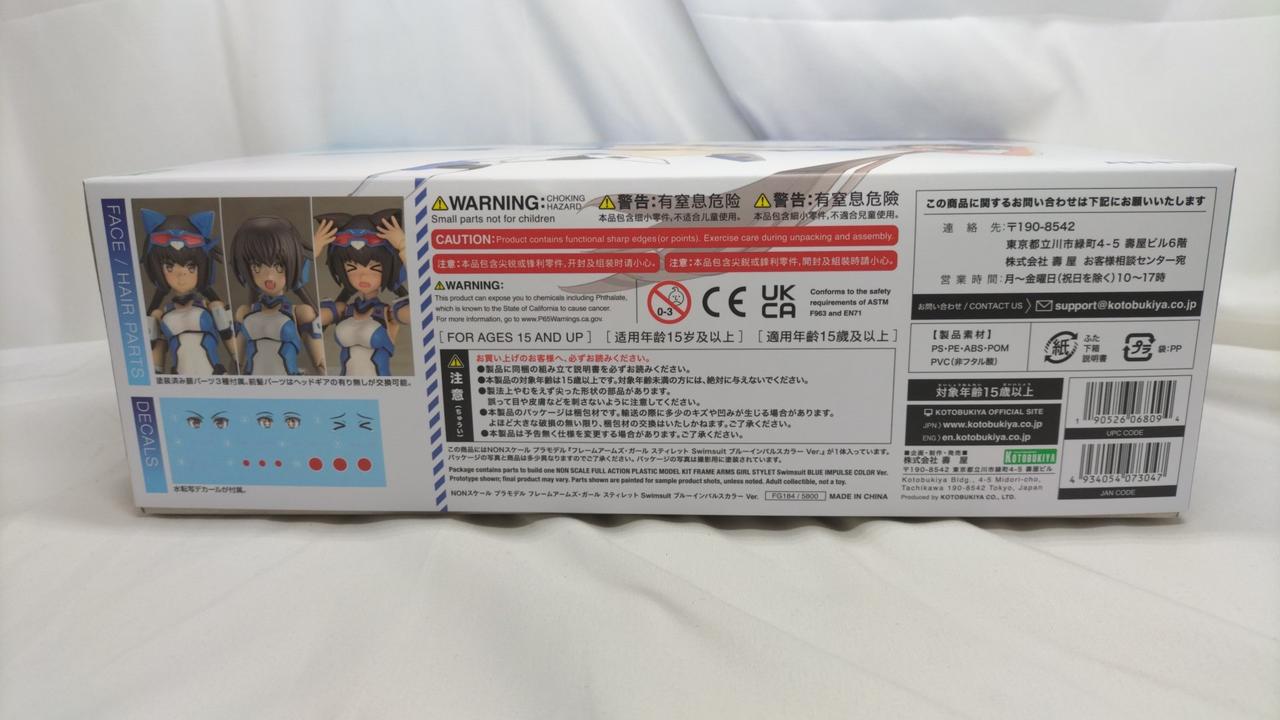 FACE / HAIR PARTS
塗装済み顔パーツ3種付属。前髪パーツはヘッドギアの有り無しが交換可能。
DECALS
水転写デカールが付属。
WARNING: CHOKING HAZARD
Small parts not for children
警告:有窒息危险
本品包含细小零件,不适合儿童使用。
警告:有窒息危險
本品包含細小零件,不適合兒童使用。
CAUTION: Product contains functional sharp edges (or points). Exercise care during unpacking and assembly.
注意:本品包含尖锐或锋利零件,开封及组装时请小心。
注意:本品包含尖鋭或鋒利零件,開封及組裝時請小心。
WARNING:
This product can expose you to chemicals including Phthalate,
which is known to the State of California to cause cancer.
For more information, go to www.P65Warnings.ca.gov.
0-3
CE
UK
CA
Conforms to the safety
requirements of ASTM
F963 and EN71
[ FOR AGES 15 AND UP ] [ 适用年龄15岁及以上 ] [ 適用年齡15歲及以上 ]
注意(ちゅうい)
お買い上げのお客様へ、必ずお読みください。
●製品に同梱の組み立て説明書を必ずお読みください。
●本製品の対象年齢は15歳以上です。対象年齢未満の方には、絶対に与えないでください。
●製法上やむをえず尖った形状の部品があります。
誤って目や皮膚などを刺さないように注意してください。
●本製品のパッケージは梱包材です。輸送の際に多少のキズや凹みが生じる場合があります。
よほど大きな破損の無い限り、梱包材の交換はいたしかねます。ご了承ください。
●本製品は予告無く仕様を変更する場合があります。ご了承ください。
この商品にはNONスケール プラモデル『フレームアームズ・ガール スティレット Swimsuit ブルーインパルスカラー Ver.』が1体入っています。
パッケージの写真と商品は多少異なりますのでご了承ください。パッケージの写真は撮影用に塗装されています。
Package contains parts to build one NON SCALE FULL ACTION PLASTIC MODEL KIT FRAME ARMS GIRL STYLET Swimsuit BLUE IMPULSE COLOR Ver.
Prototype shown; final product may vary. Parts shown are painted for sample product shots, unless noted. Adult collectible, not a toy.
NONスケール プラモデル フレームアームズ・ガール スティレット Swimsuit ブルーインパルスカラー Ver.
FG184 / 5800
MADE IN CHINA
この商品に関するお問い合わせは下記にお願いいたします
連絡先:〒190-8542
東京都立川市緑町4-5 壽屋ビル6階
株式会社 壽屋 お客様相談センター宛
営業時間:月〜金曜日(祝日を除く)10〜17時
お問い合わせ / CONTACT US
support@kotobukiya.co.jp
【製品素材】
PS・PE・ABS・POM
PVC(非フタル酸)
紙
ふた
下箱
説明書
プラ
袋:PP
対象年齢15歳以上
KOTOBUKIYA OFFICIAL SITE
JPN〉www.kotobukiya.co.jp
ENG〉en.kotobukiya.co.jp
■企画・制作・発売■
株式会社 壽 屋
KOTOBUKIYA
〒190-8542 東京都立川市緑町4-5 壽屋ビル
Kotobukiya Bldg., 4-5 Midori-cho,
Tachikawa 190-8542 Tokyo, Japan
Produced by KOTOBUKIYA CO., LTD.
1 90526 06809 4
UPC CODE
4 934054 073047
JAN CODE